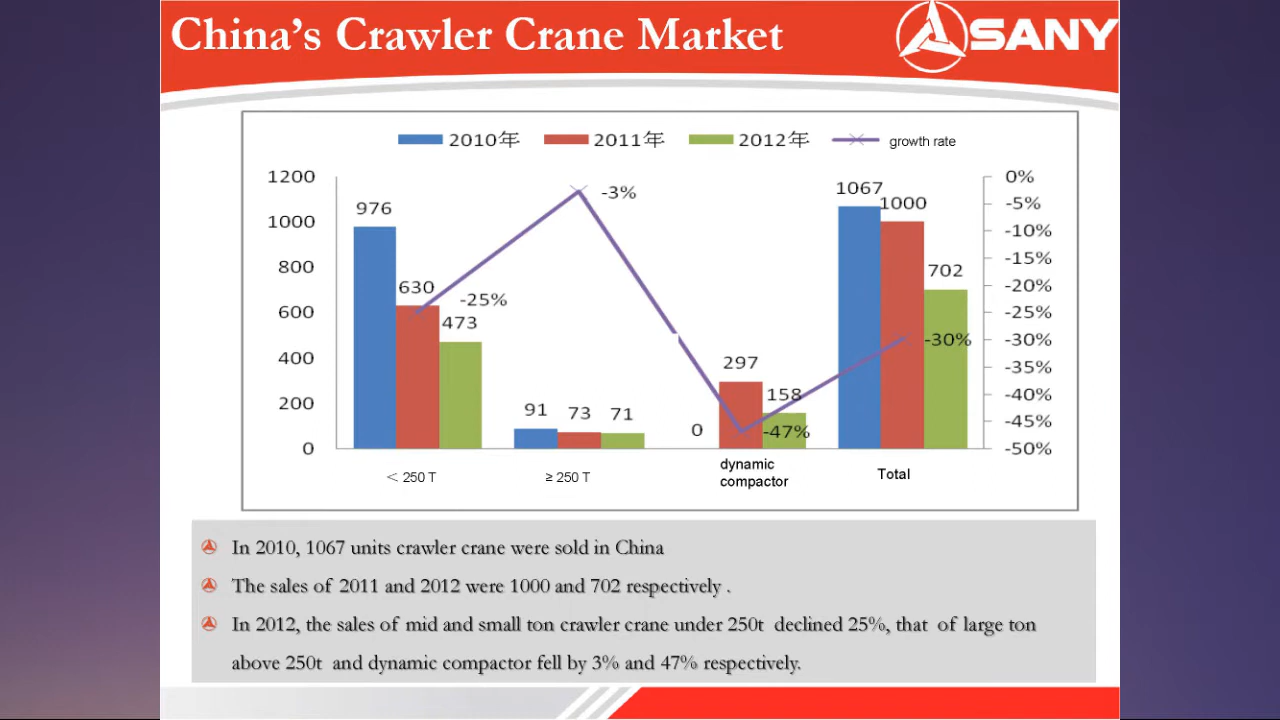 China's Crawler Crane Market
SANY
2010年 2011年 2012年 growth rate
1200
1000
800
600
400
200
0
976
630
473
-25%
91
73
71
-3%
0
297
158
-47%
1067
1000
702
-30%
0%
-5%
-10%
-15%
-20%
-25%
-30%
-35%
-40%
-45%
-50%
＜250 T
≥ 250 T
dynamic
compactor
Total
In 2010, 1067 units crawler crane were sold in China
The sales of 2011 and 2012 were 1000 and 702 respectively .
In 2012, the sales of mid and small ton crawler crane under 250t declined 25%, that of large ton
above 250t and dynamic compactor fell by 3% and 47% respectively.